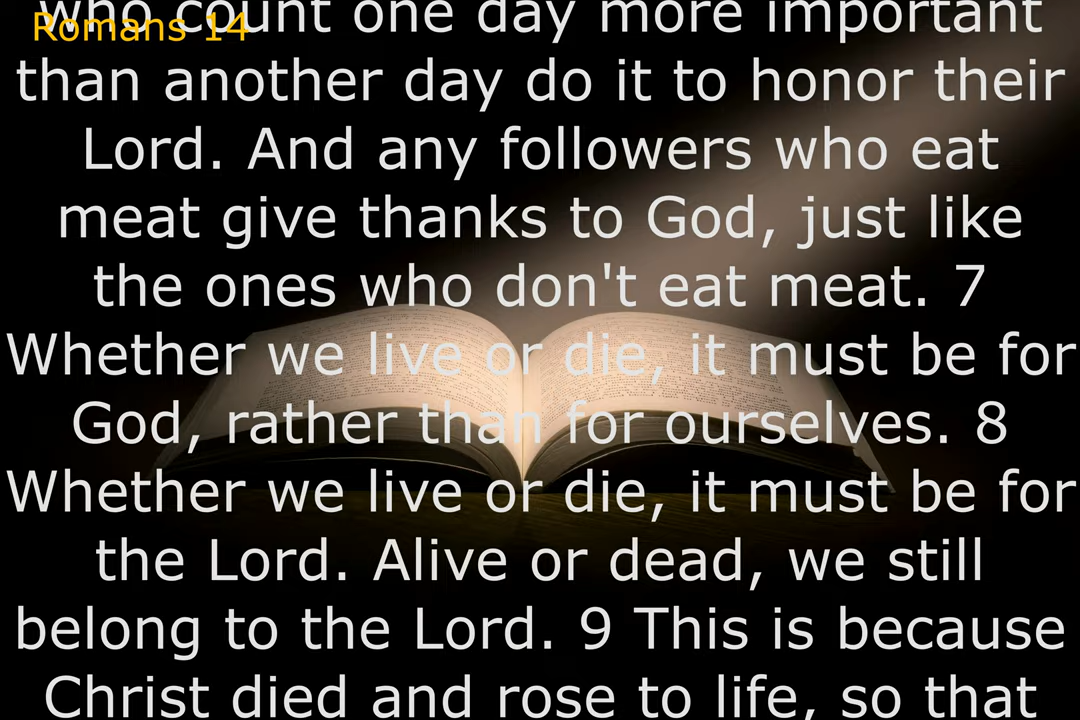 Romans 14
who count one day more important
than another day do it to honor their
Lord. And any followers who eat
meat give thanks to God, just like
the ones who don't eat meat. 7
Whether we live or die, it must be for
God, rather than for ourselves. 8
Whether we live or die, it must be for
the Lord. Alive or dead, we still
belong to the Lord. 9 This is because
Christ died and rose to life, so that